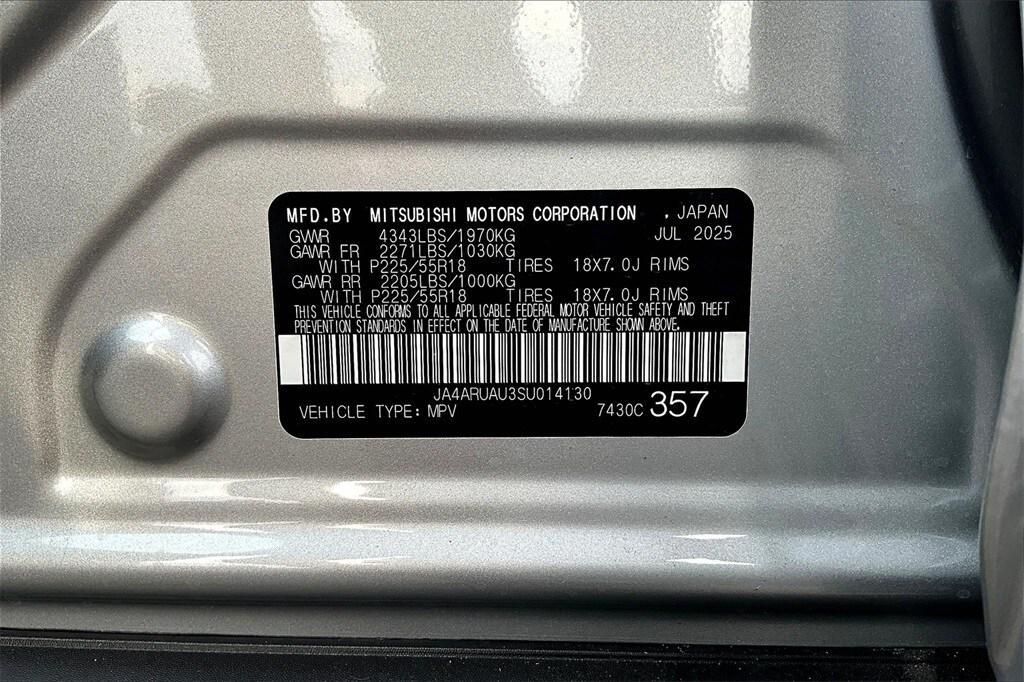 MFD.BY MITSUBISHI MOTORS CORPORATION , JAPAN
GVWR 4343LBS/1970KG JUL 2025
GAWR FR 2271LBS/1030KG
WITH P225/55R18 TIRES 18X7.0J RIMS
GAWR RR 2205LBS/1000KG
WITH P225/55R18 TIRES 18X7.0J RIMS
THIS VEHICLE CONFORMS TO ALL APPLICABLE FEDERAL MOTOR VEHICLE SAFETY AND THEFT
PREVENTION STANDARDS IN EFFECT ON THE DATE OF MANUFACTURE SHOWN ABOVE.
JA4ARUAU3SU014130
VEHICLE TYPE: MPV 7430C 357